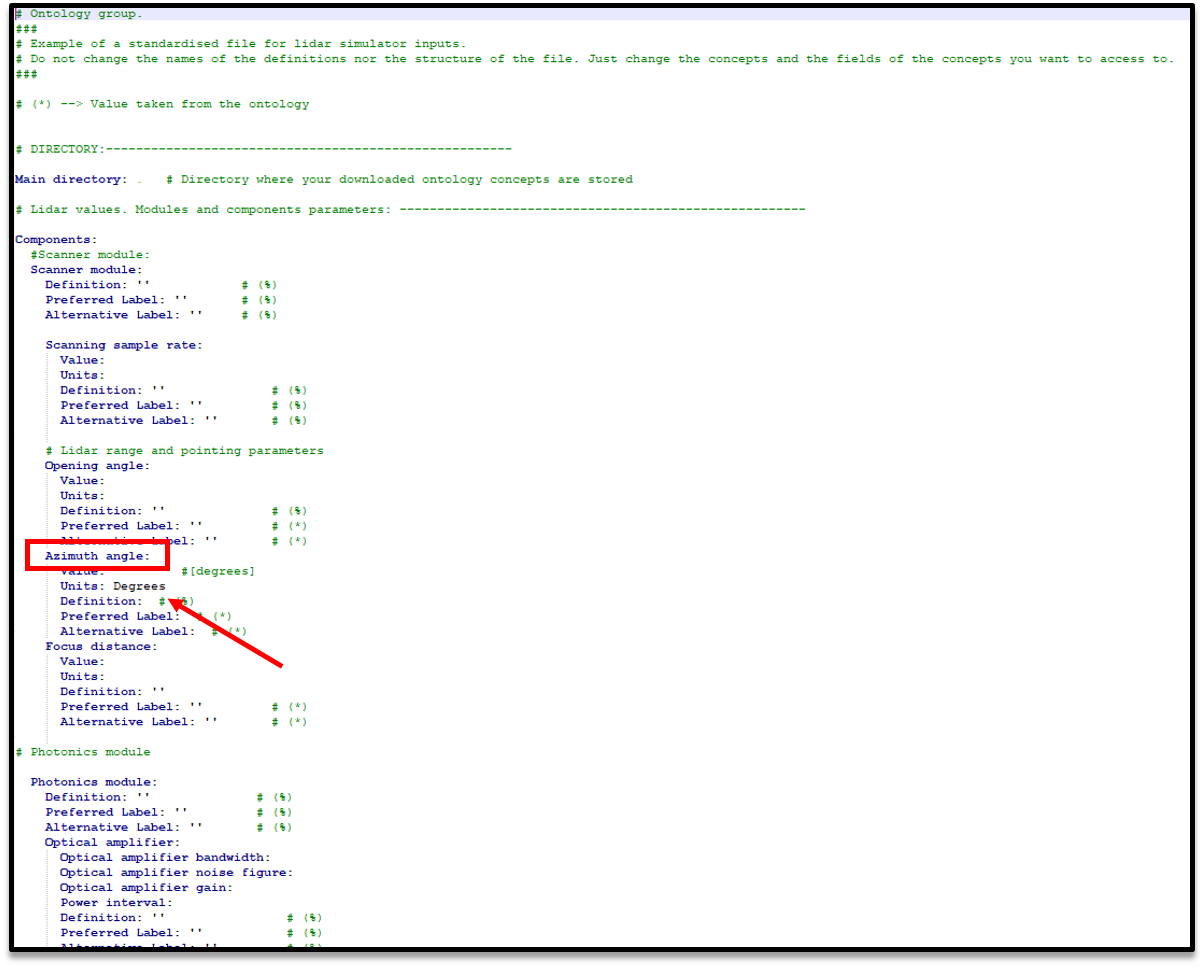 # Ontology group.
###
# Example of a standardised file for lidar simulator inputs.
# Do not change the names of the definitions nor the structure of the file. Just change the concepts and the fields of the concepts you want to access to.
###
# (*) --> Value taken from the ontology
# DIRECTORY:------------------------------------------------------
Main directory: .   # Directory where your downloaded ontology concepts are stored
# Lidar values. Modules and components parameters: ------------------------------------------------------
Components:
  #Scanner module:
  Scanner module:
    Definition: ''            # (%)
    Preferred Label: ''       # (%)
    Alternative Label: ''     # (%)
    Scanning sample rate:
      Value:
      Units:
      Definition: ''              # (%)
      Preferred Label: ''         # (%)
      Alternative Label: ''       # (%)
    # Lidar range and pointing parameters
    Opening angle:
      Value:
      Units:
      Definition: ''              # (%)
      Preferred Label: ''         # (*)
      Alternative Label: ''       # (*)
    Azimuth angle:
      Value:          #[degrees]
      Units: Degrees
      Definition:  # (%)
      Preferred Label:  # (*)
      Alternative Label:  # (*)
    Focus distance:
      Value:
      Units:
      Definition: ''
      Preferred Label: ''         # (*)
      Alternative Label: ''       # (*)
# Photonics module
  Photonics module:
    Definition: ''              # (%)
    Preferred Label: ''         # (%)
    Alternative Label: ''       # (%)
    Optical amplifier:
      Optical amplifier bandwidth:
      Optical amplifier noise figure:
      Optical amplifier gain:
      Power interval:
      Definition: ''                # (%)
      Preferred Label: ''           # (%)
      Alternative Label: ''         # (%)